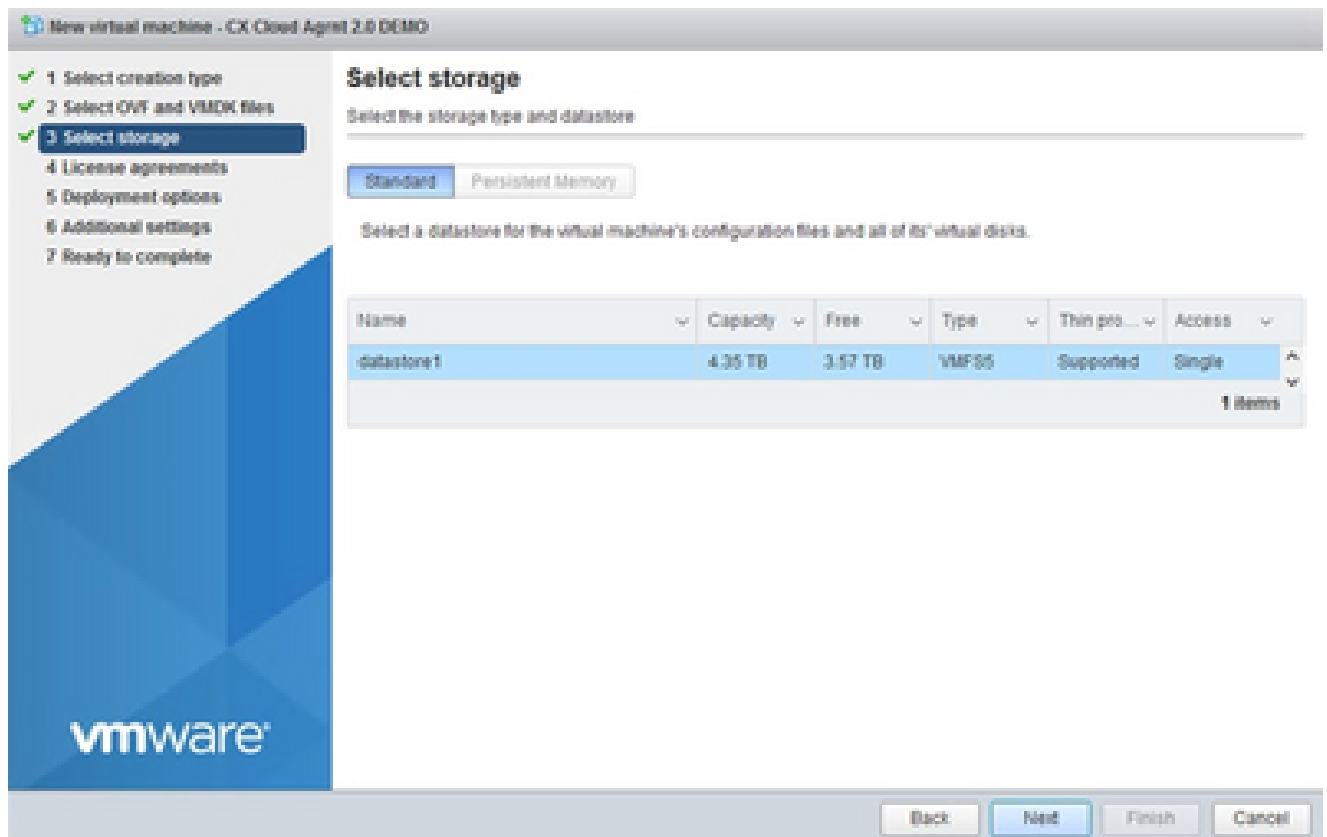 New virtual machine - CX Cloud Agrnt 2.0 DEMO
1 Select creation type
2 Select OVF and VMDK files
3 Select storage
4 License agreements
5 Deployment options
6 Additional settings
7 Ready to complete
vmware
Select storage
Select the storage type and datastore
Standard Persistent Memory
Select a datastore for the virtual machine's configuration files and all of its' virtual disks.
Name Capacity Free Type Thin pro... Access
datastore1 4.35 TB 3.57 TB VMFS5 Supported Single
1 items
Back Next Finish Cancel